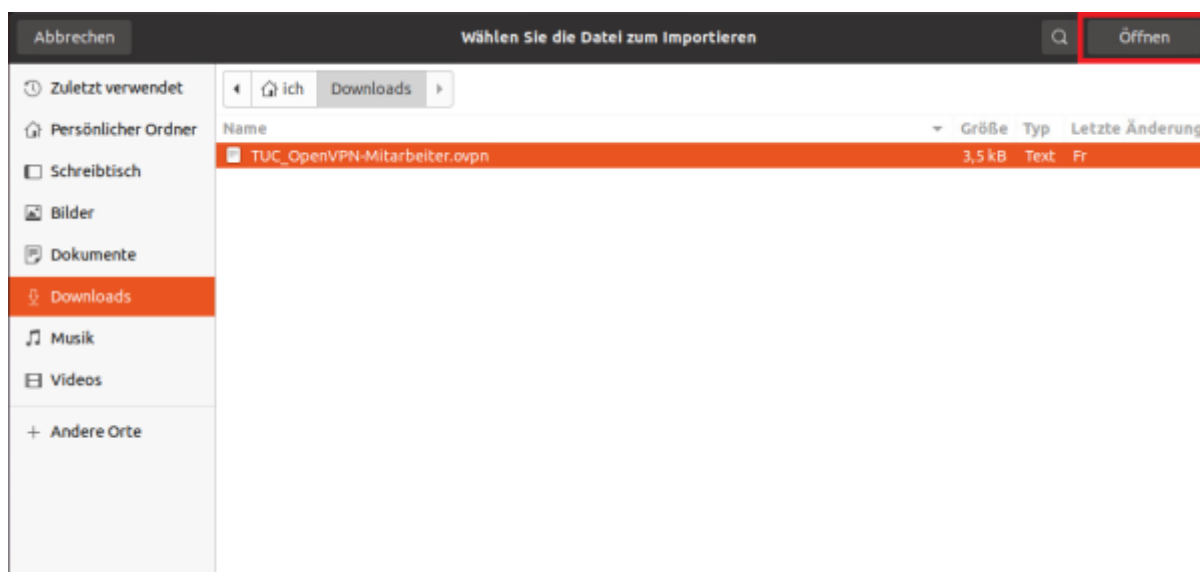 Abbrechen Wählen Sie die Datei zum Importieren Öffnen
Zuletzt verwendet
Persönlicher Ordner
Schreibtisch
Bilder
Dokumente
Downloads
Musik
Videos
Andere Orte
ich Downloads
Name Größe Typ Letzte Änderung
TUC_OpenVPN-Mitarbeiter.ovpn 3,5 kB Text Fr